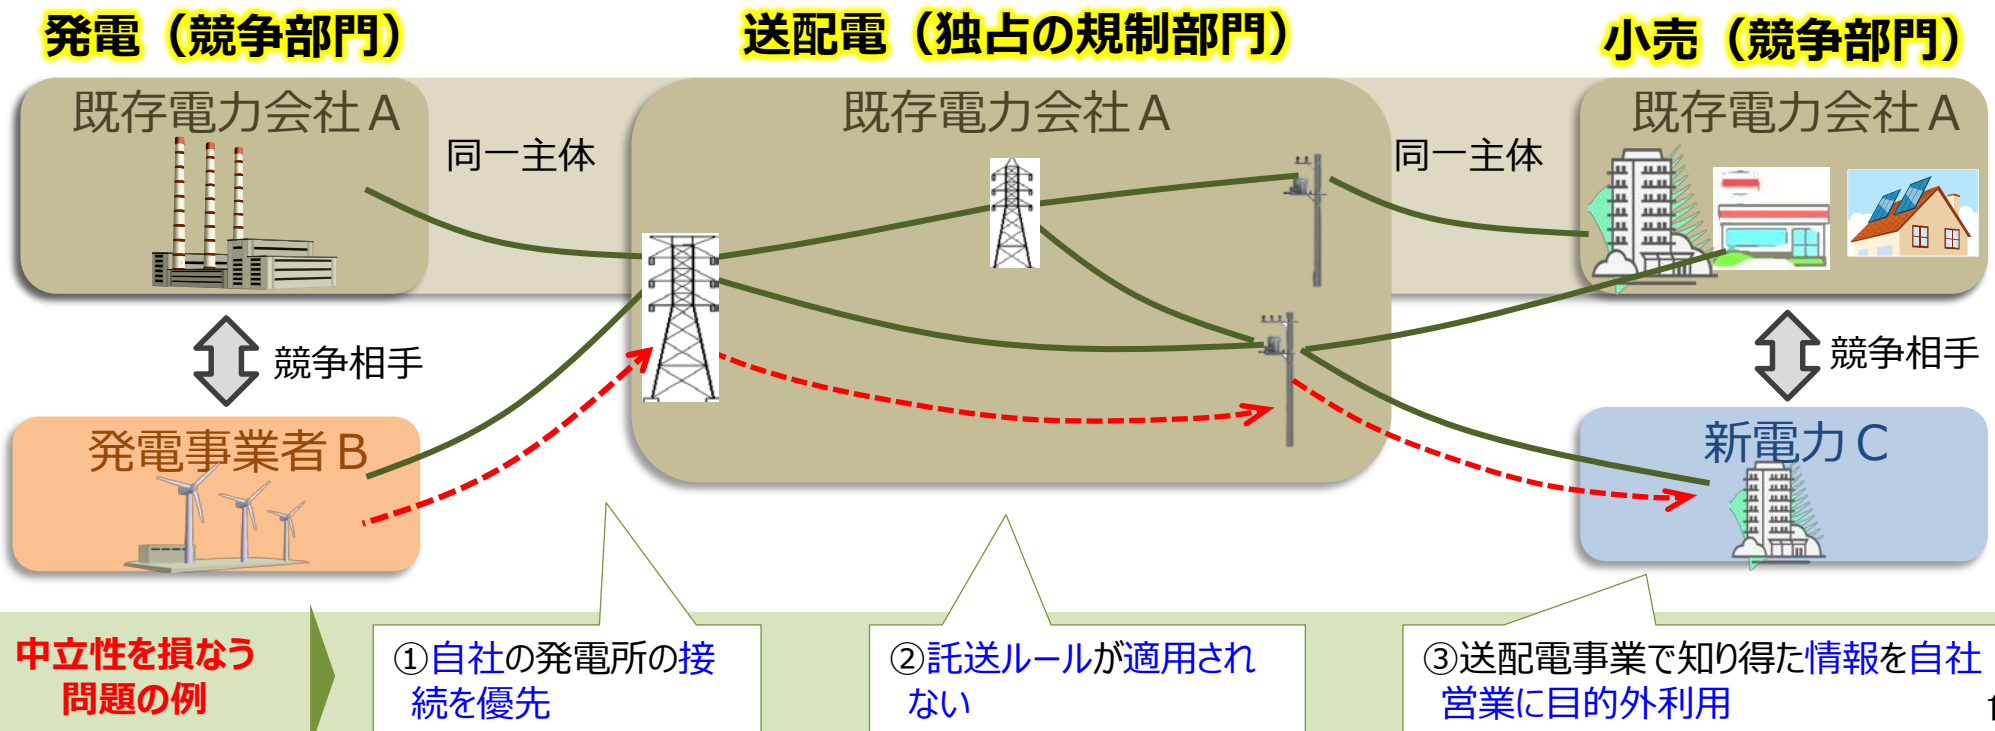 発電（競争部門）
送配電（独占の規制部門）
小売（競争部門）
既存電力会社A
同一主体
既存電力会社A
同一主体
既存電力会社A
競争相手
競争相手
発電事業者B
新電力C
中立性を損なう
問題の例
①自社の発電所の接
続を優先
②託送ルールが適用され
ない
③送配電事業で知り得た情報を自社
営業に目的外利用